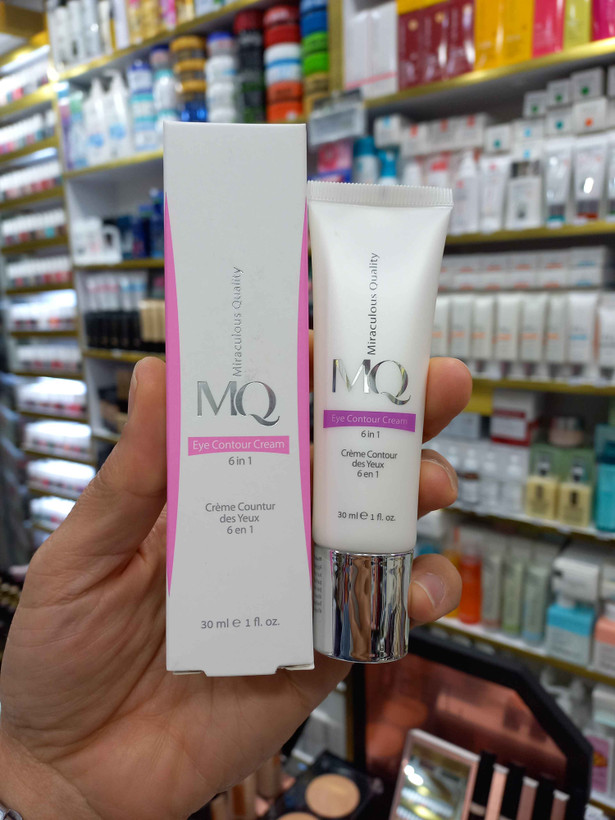 Miraculous Quality
MQ
Eye Contour Cream
6 in 1
Crème Countur
des Yeux
6 en 1
30 ml ℮ 1 fl. oz.
Miraculous Quality
MQ
Eye Contour Cream
6 in 1
Crème Contour
des Yeux
6 en 1
30 ml ℮ 1 fl. oz.